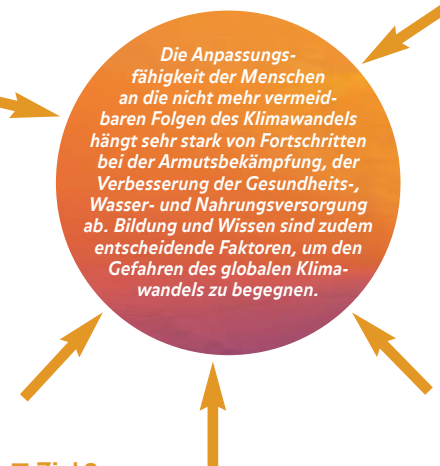 Die Anpassungs-
fähigkeit der Menschen
an die nicht mehr vermeid-
baren Folgen des Klimawandels
hängt sehr stark von Fortschritten
bei der Armutsbekämpfung, der
Verbesserung der Gesundheits-,
Wasser- und Nahrungsversorgung
ab. Bildung und Wissen sind zudem
entscheidende Faktoren, um den
Gefahren des globalen Klima-
wandels zu begegnen.